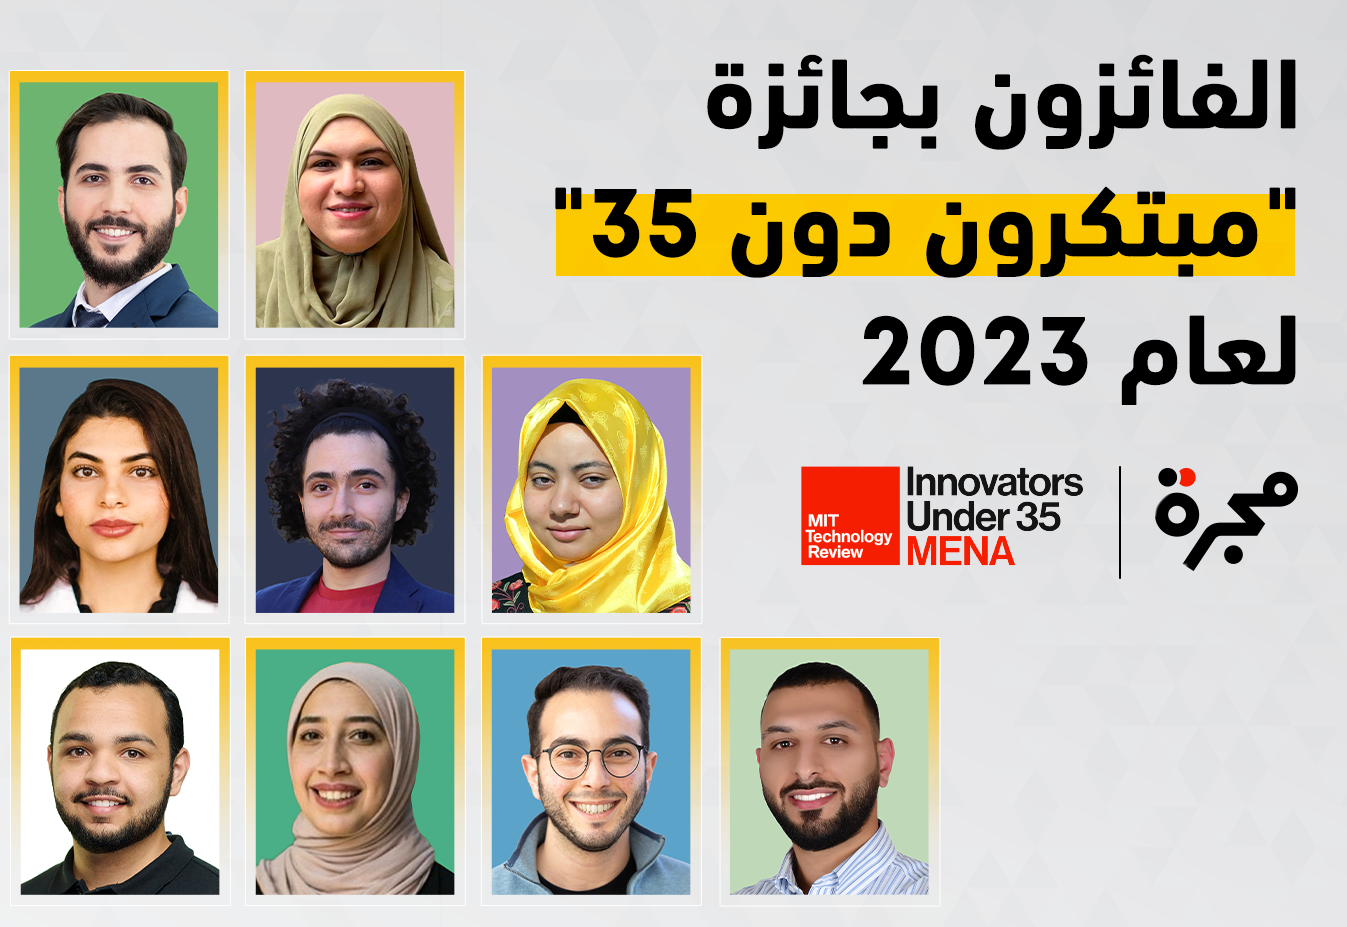 الفائزون بجائزة
"مبتكرون دون 35"
لعام 2023
MIT
Technology
Review
Innovators
Under 35
MENA
مجرة